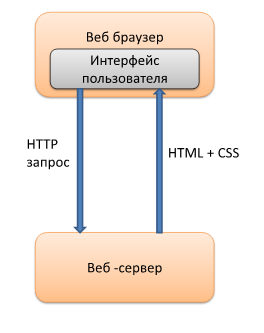 Веб браузер
Интерфейс
пользователя
HTTP
запрос
HTML + CSS
Веб -сервер